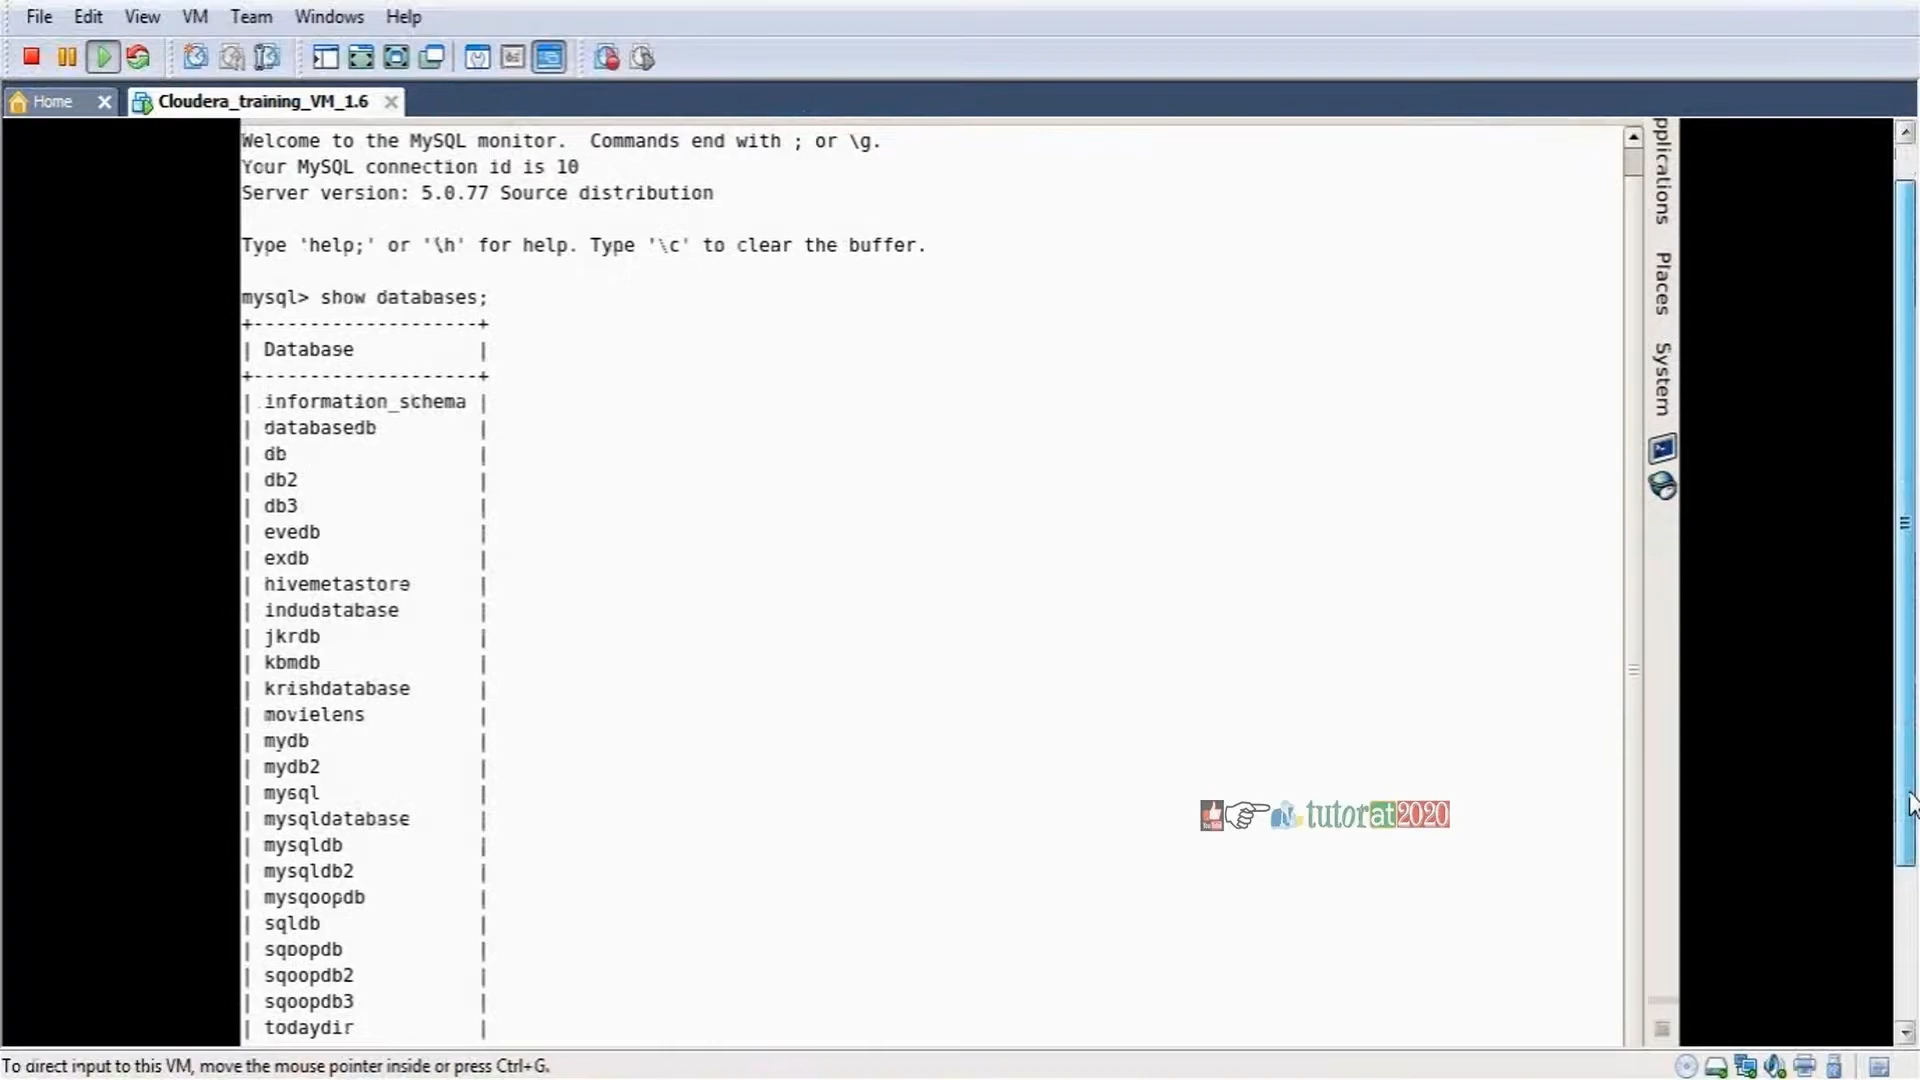 File Edit View VM Team Windows Help
Home Cloudera_training_VM_1.6
Welcome to the MySQL monitor. Commands end with ; or \g.
Your MySQL connection id is 10
Server version: 5.0.77 Source distribution
Type 'help;' or '\h' for help. Type '\c' to clear the buffer.
mysql> show databases;
+--------------------+
| Database |
+--------------------+
| information_schema |
| databasedb |
| db |
| db2 |
| db3 |
| evedb |
| exdb |
| hivemetastore |
| indudatabase |
| jkrdb |
| kbmdb |
| krishdatabase |
| movielens |
| mydb |
| mydb2 |
| mysql |
| mysqldatabase |
| mysqldb |
| mysqldb2 |
| mysqoopdb |
| sqldb |
| sqoopdb |
| sqoopdb2 |
| sqoopdb3 |
| todaydir |
pplications Places System
tutorat2020
To direct input to this VM, move the mouse pointer inside or press Ctrl+G.